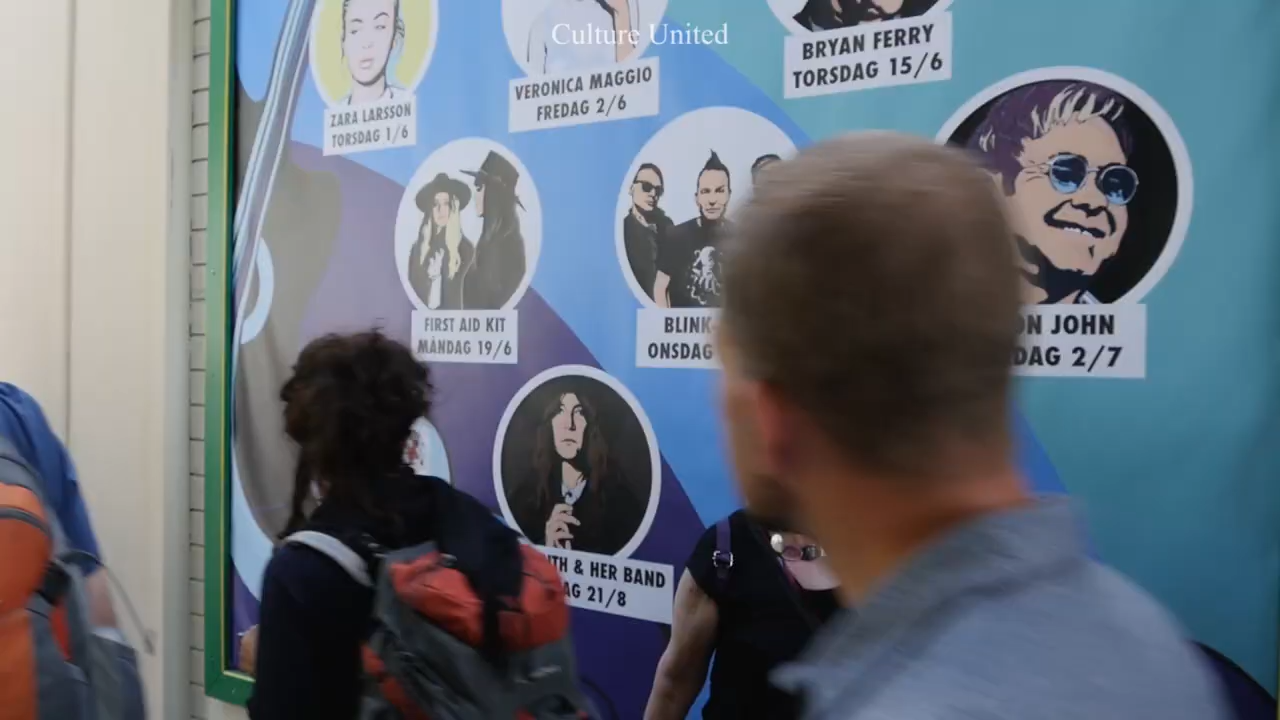 Culture United
BRYAN FERRY
TORSDAG 15/6
VERONICA MAGGIO
FREDAG 2/6
ZARA LARSSON
TORSDAG 1/6
FIRST AID KIT
MÅNDAG 19/6
BLINK-
ONSDAG
ON JOHN
DAG 2/7
ITH & HER BAND
AG 21/8